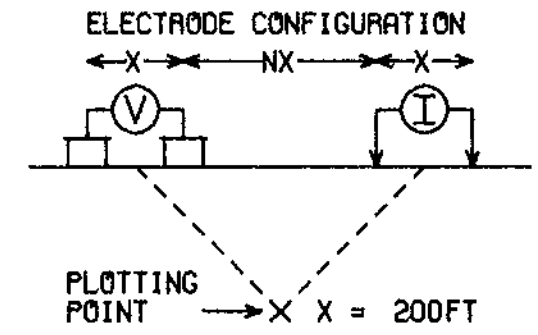 ELECTRODE CONFIGURATION
X NX X
V I
PLOTTING
POINT X X = 200FT